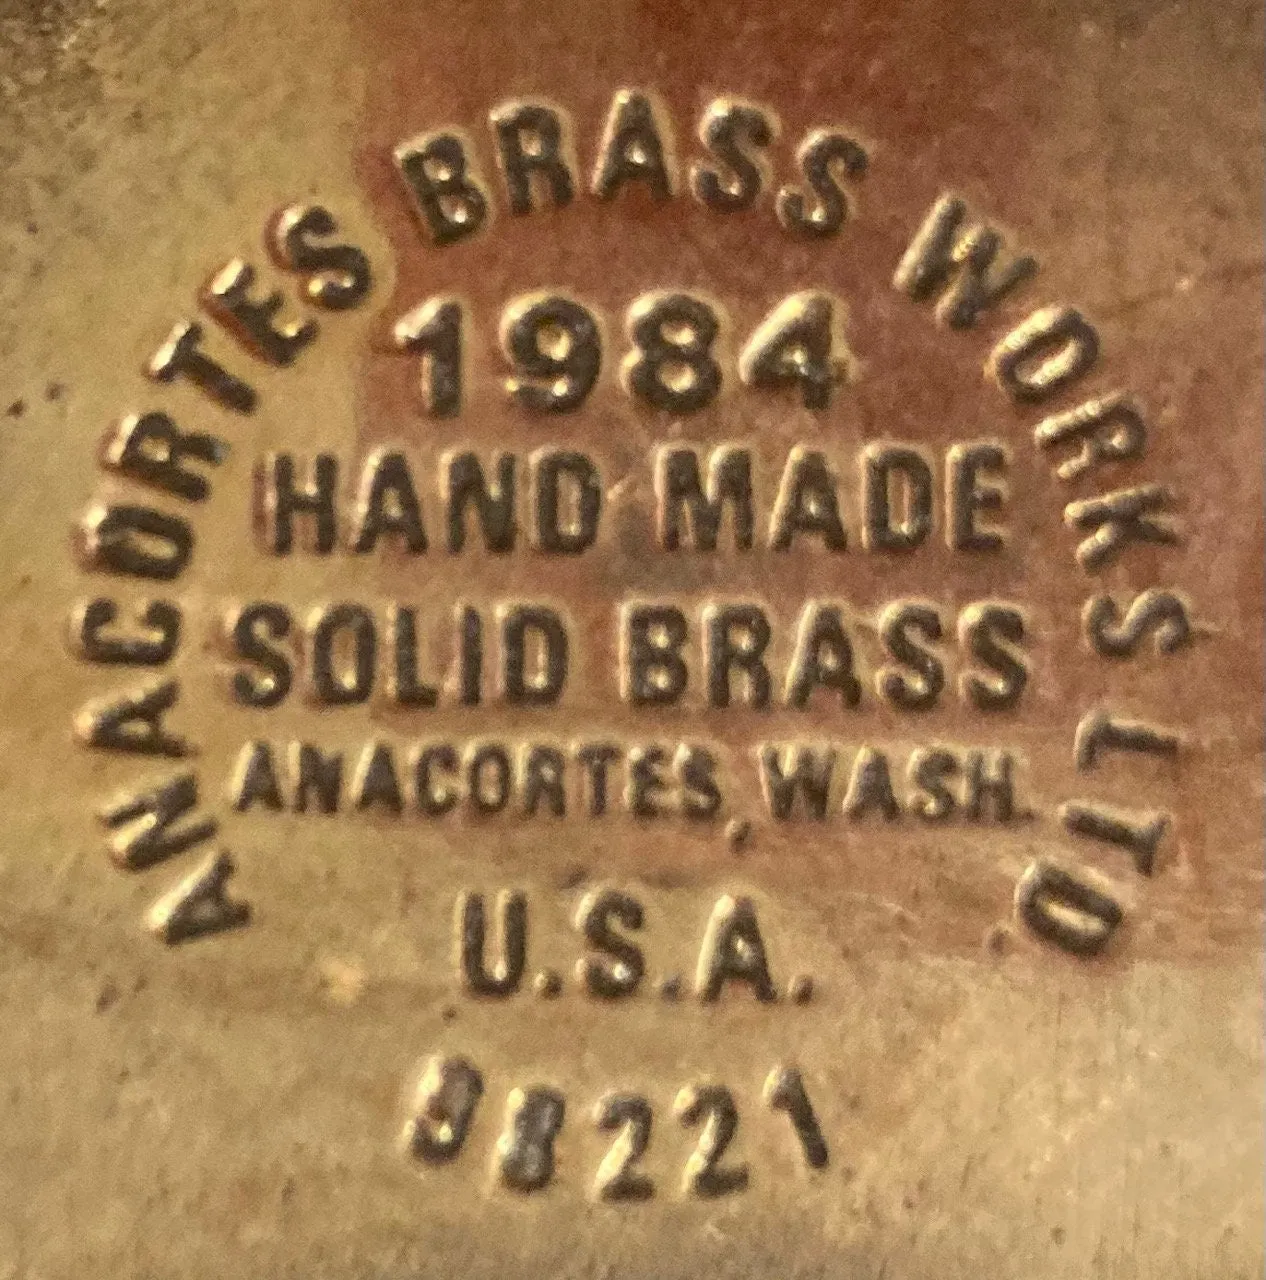 ANACORTES BRASS WORKS LTD
1984
HAND MADE
SOLID BRASS
ANACORTES, WASH.
U.S.A.
98221